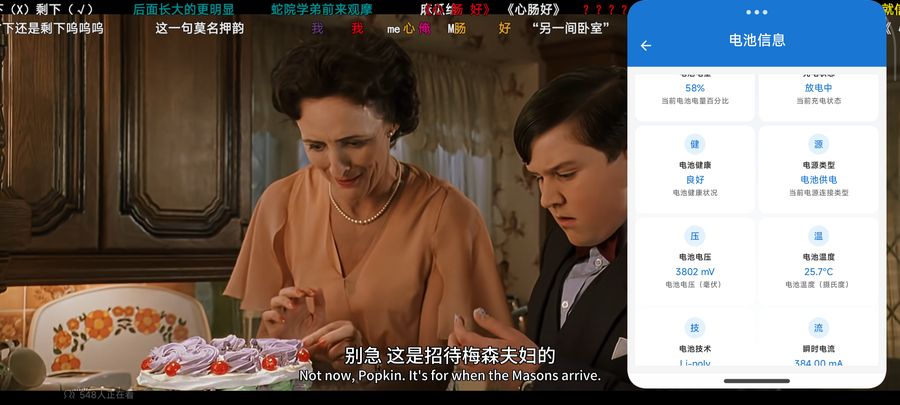 下（X）剩下（√）
后面长大的更明显
蛇院学弟前来观摩
《心肠好》
？？？？
下还是剩下呜呜呜
这一句莫名押韵
我
我
me
心
俺
M肠
好
“另一间卧室”
别急 这是招待梅森夫妇的
Not now, Popkin. It's for when the Masons arrive.
548人正在看
电池信息
58%
当前电池电量百分比
放电中
当前充电状态
健
电池健康
良好
电池健康状况
源
电源类型
电池供电
当前电源连接类型
压
电池电压
3802 mV
电池电压（毫伏）
温
电池温度
25.7°C
电池温度（摄氏度）
技
电池技术
Li-poly
流
瞬时电流
384.00 mA